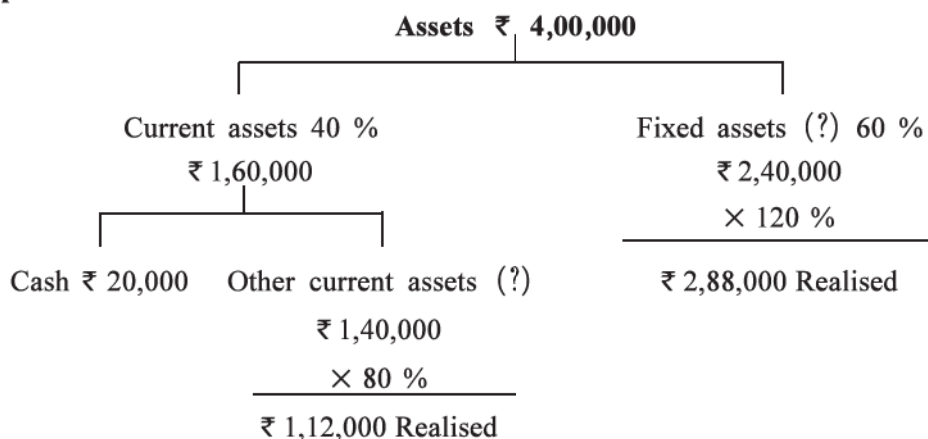 Assets ₹ 4,00,000
Current assets 40 %
₹ 1,60,000
Fixed assets (?) 60 %
₹ 2,40,000
× 120 %
₹ 2,88,000 Realised
Cash ₹ 20,000
Other current assets (?)
₹ 1,40,000
× 80 %
₹ 1,12,000 Realised